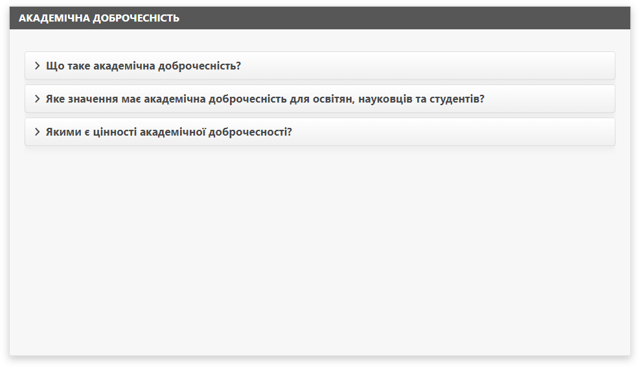 АКАДЕМІЧНА ДОБРОЧЕСНІСТЬ
Що таке академічна доброчесність?
Яке значення має академічна доброчесність для освітян, науковців та студентів?
Якими є цінності академічної доброчесності?